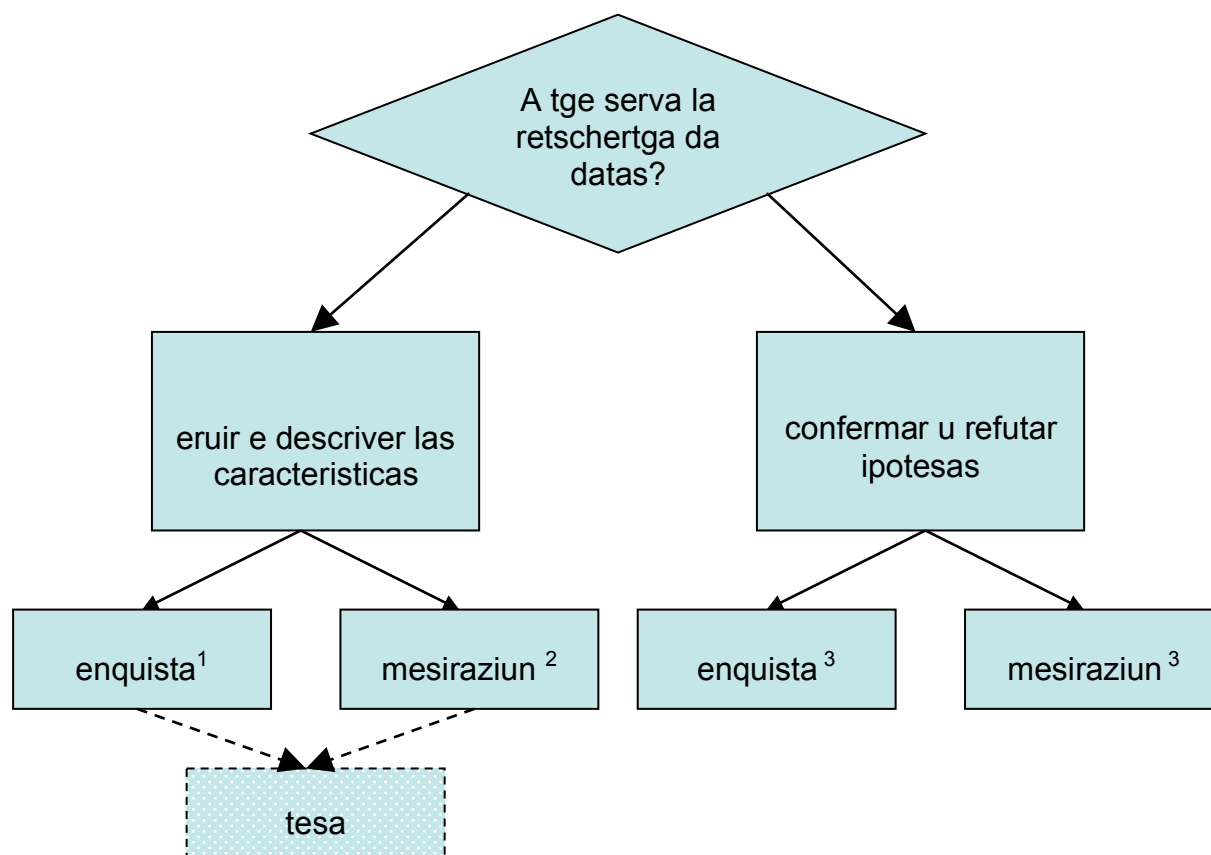 A tge serva la
retschertga da
datas?
eruir e descriver las
caracteristicas
confermar u refutar
ipotesas
enquista¹
mesiraziun ²
enquista ³
mesiraziun ³
tesa